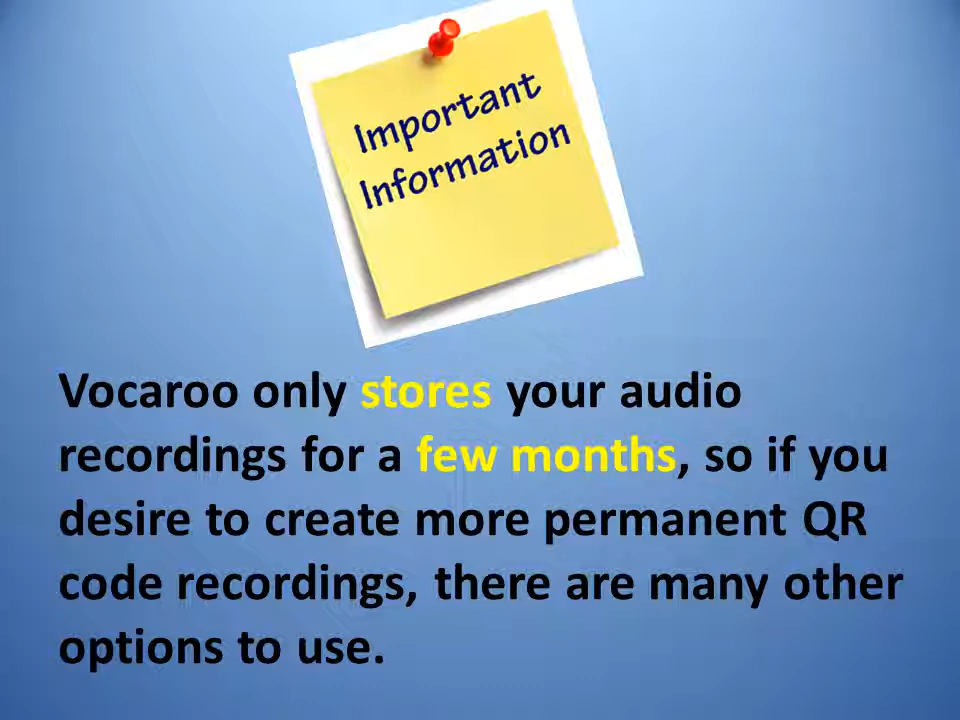 Important
Information
Vocaroo only stores your audio
recordings for a few months, so if you
desire to create more permanent QR
code recordings, there are many other
options to use.